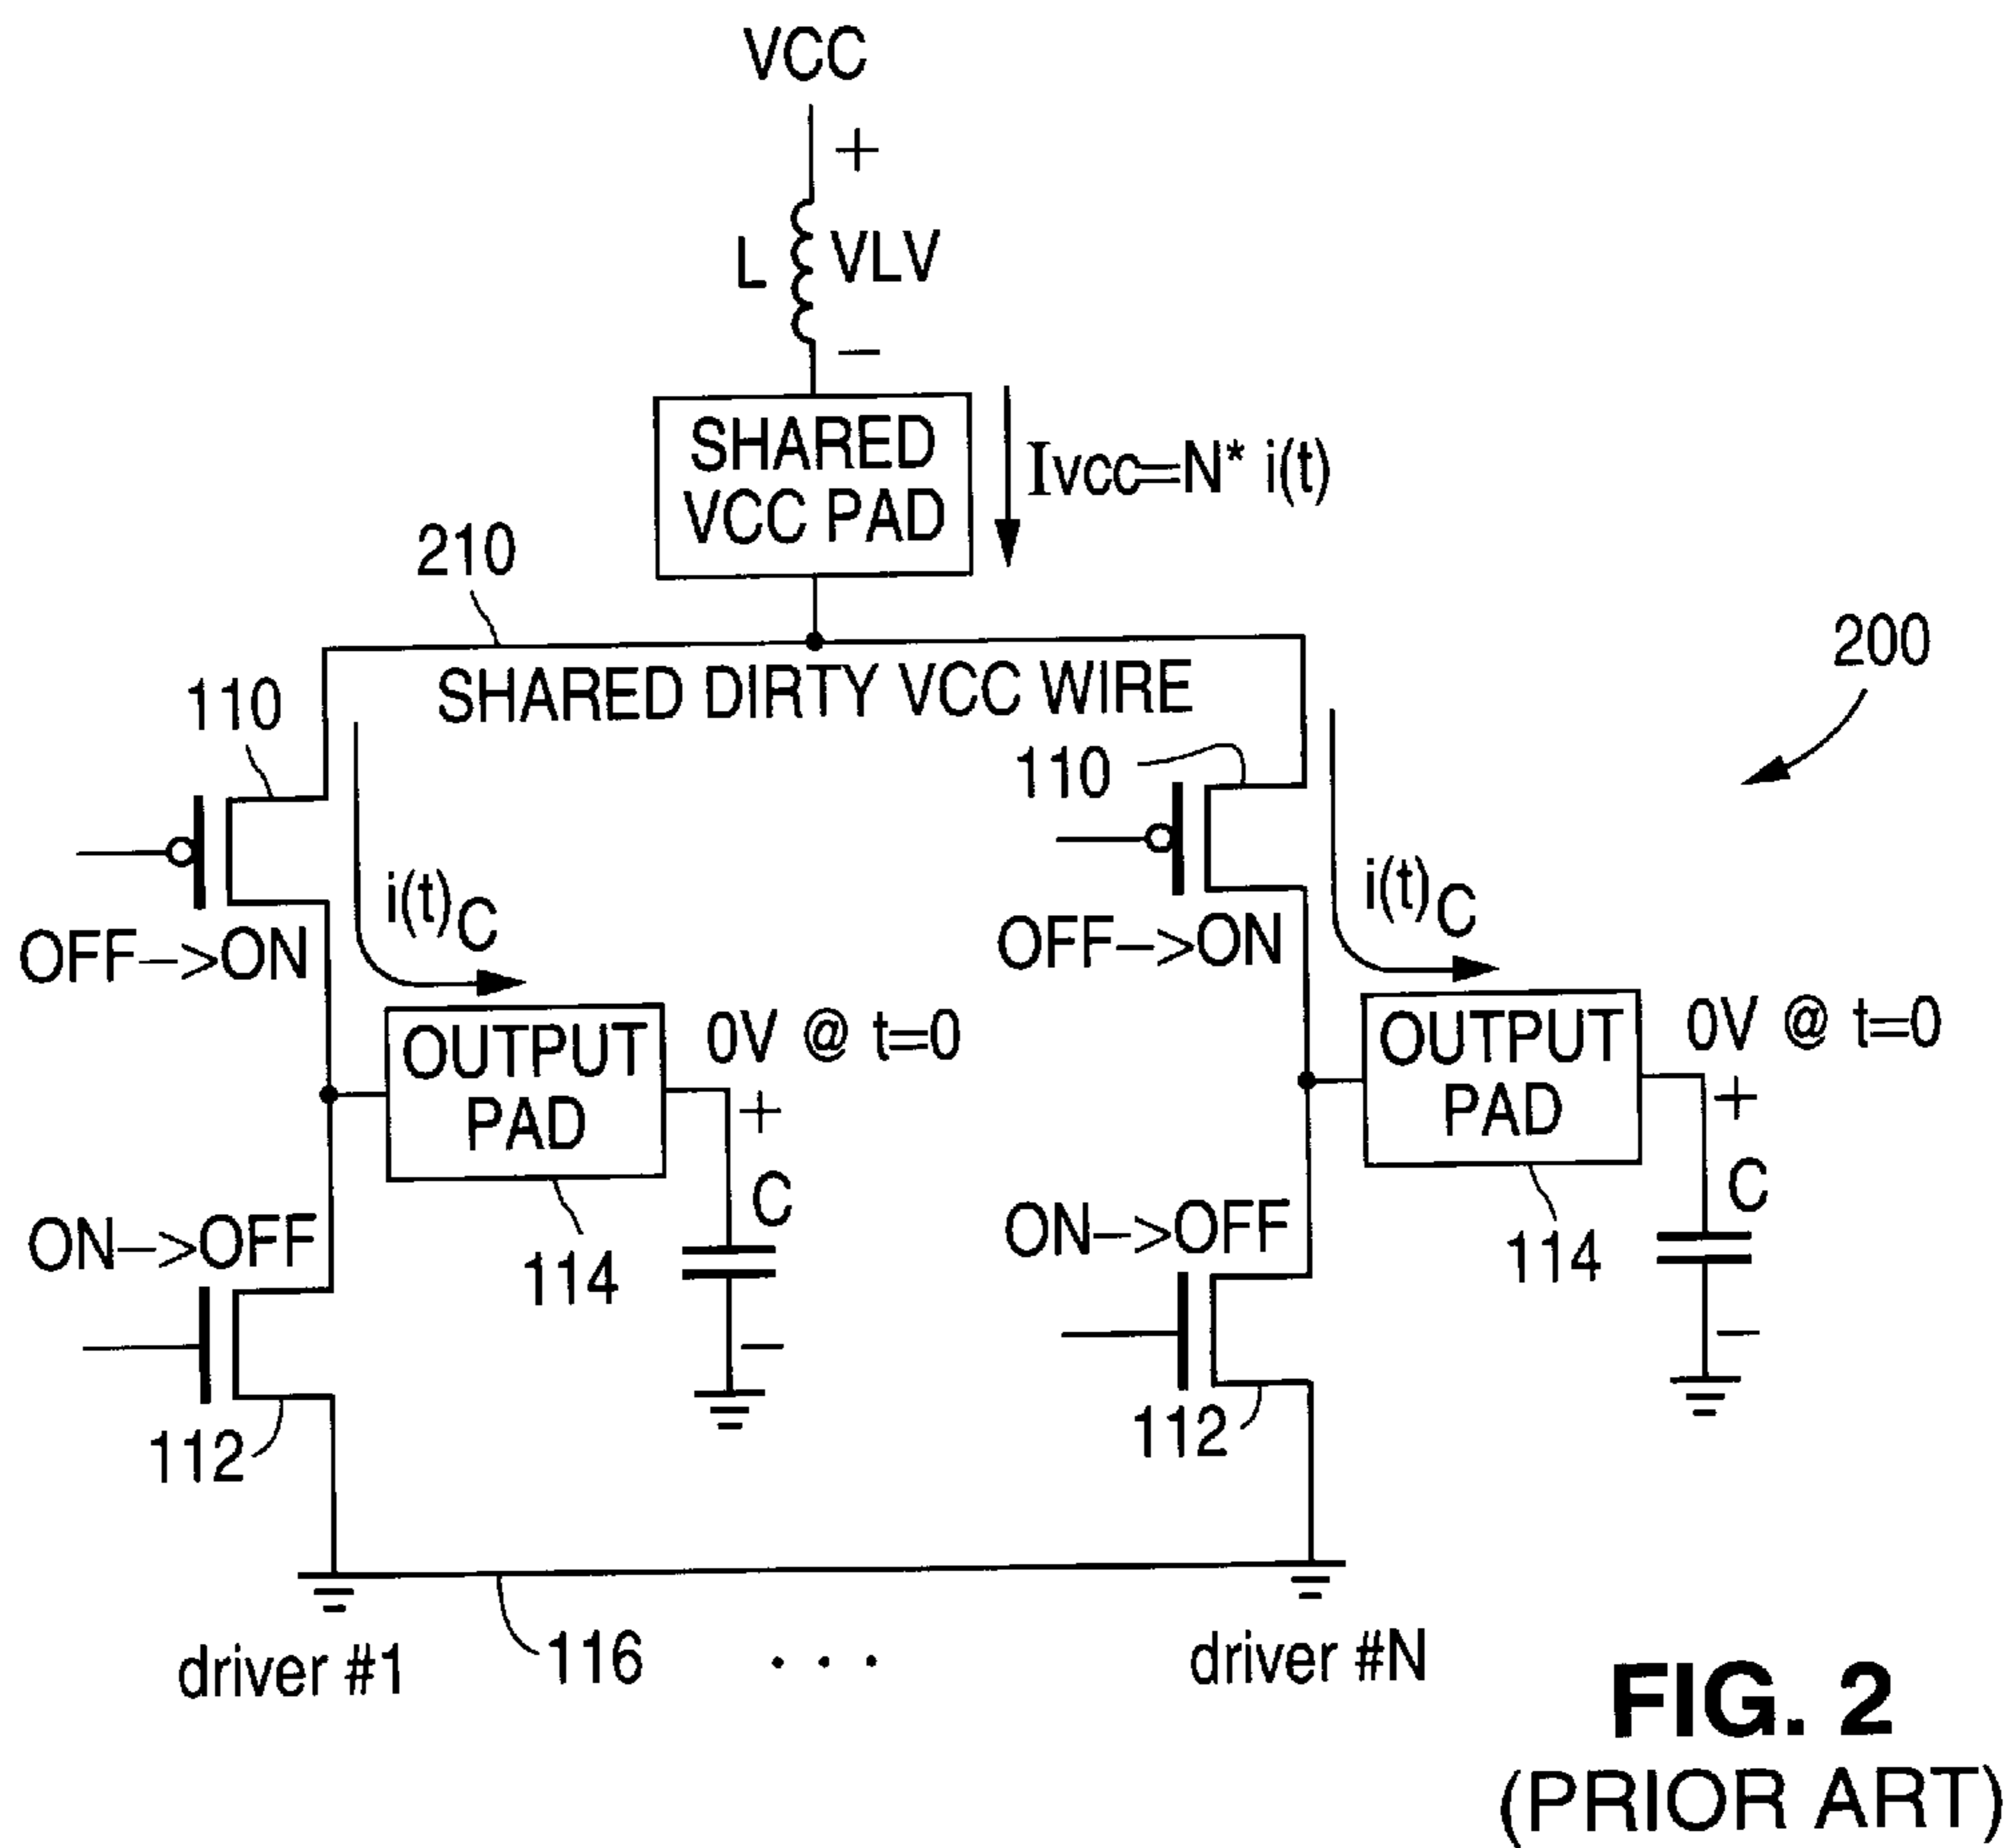 VCC
+
L VLV
−
SHARED
VCC PAD
Ivcc=N* i(t)
210
200
SHARED DIRTY VCC WIRE
110
110
i(t)C
i(t)C
OFF−>ON
OFF−>ON
OUTPUT
PAD
0V @ t=0
OUTPUT
PAD
0V @ t=0
+
+
C
C
ON−>OFF
ON−>OFF
114
114
−
−
112
112
116
driver #1 . . . driver #N
FIG. 2
(PRIOR ART)